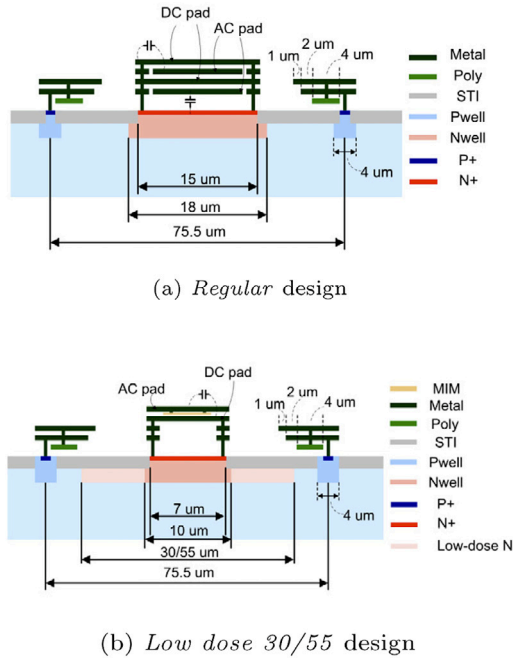 DC pad
AC pad
1 um
2 um
4 um
Metal
Poly
STI
Pwell
Nwell
P+
N+
4 um
15 um
18 um
75.5 um
(a) Regular design
AC pad
DC pad
1 um
2 um
4 um
MIM
Metal
Poly
STI
Pwell
Nwell
P+
N+
Low-dose N
4 um
7 um
10 um
30/55 um
75.5 um
(b) Low dose 30/55 design